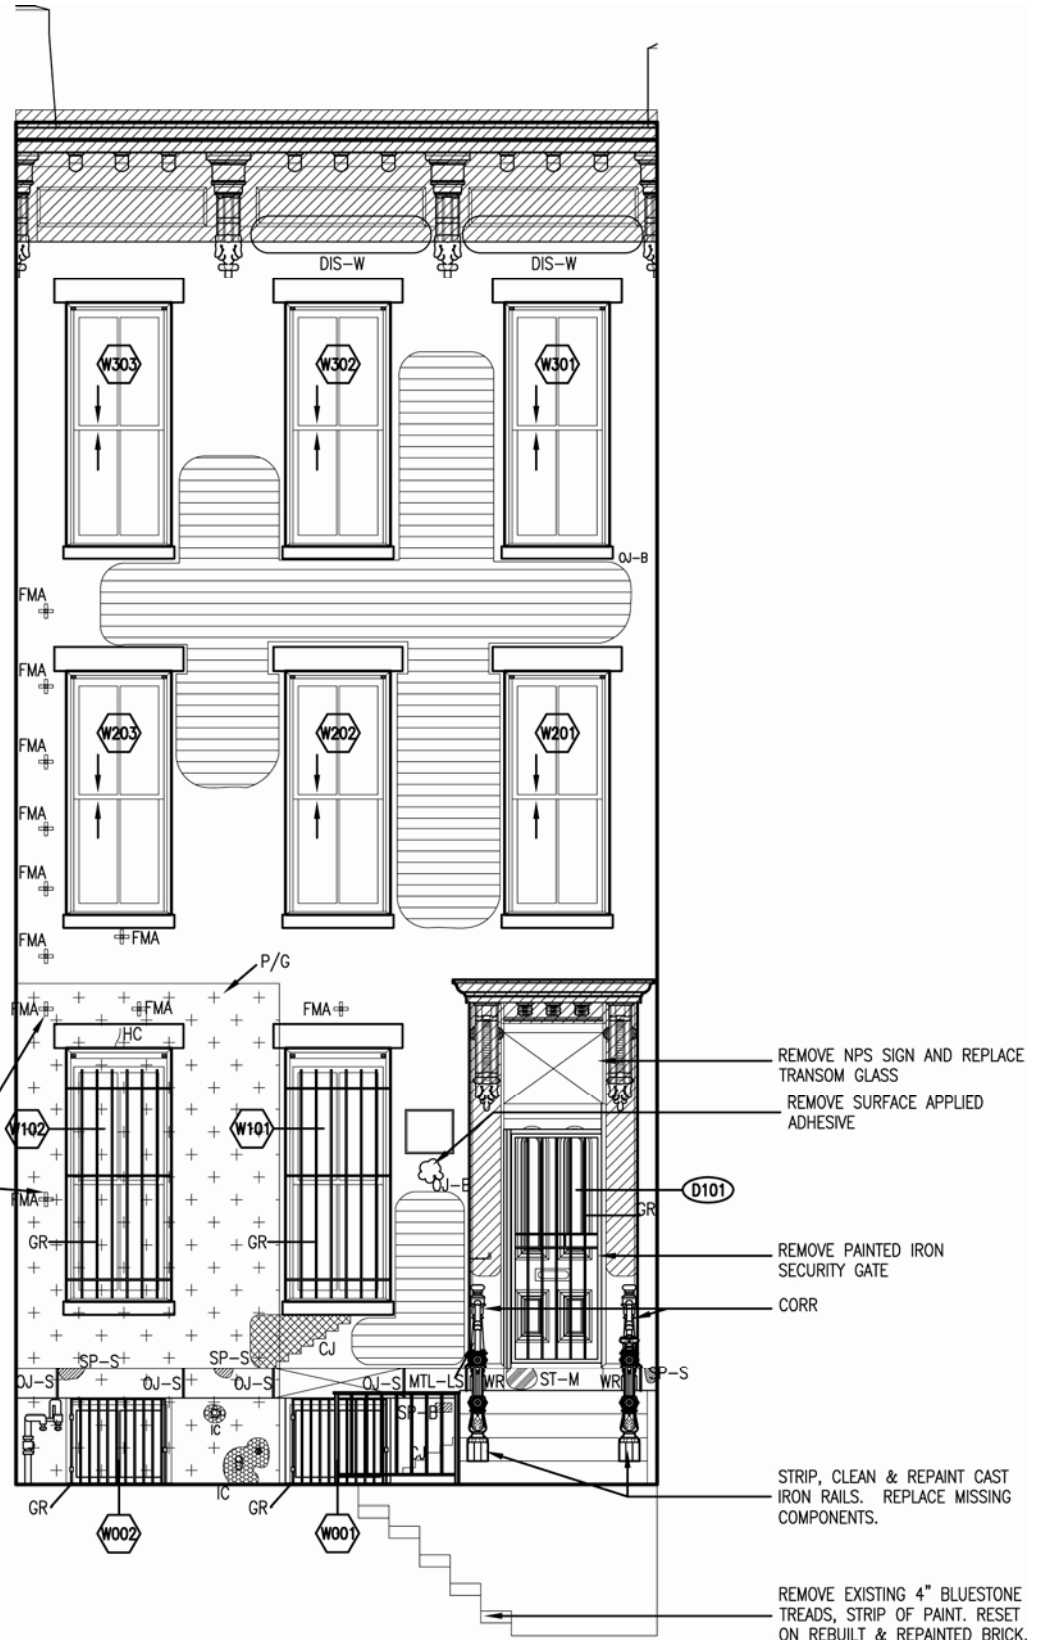 DIS-W DIS-W
W303 W302 W301
OJ-B
FMA
FMA
W203 W202 W201
FMA
FMA
FMA
FMA FMA
P/G
FMA FMA FMA
HC
REMOVE NPS SIGN AND REPLACE
TRANSOM GLASS
REMOVE SURFACE APPLIED
ADHESIVE
W102 W101
OJ-B
D101
FMA
GR
GR GR
REMOVE PAINTED IRON
SECURITY GATE
CORR
CJ
SP-S SP-S SP-S
OJ-S OJ-S OJ-S OJ-S MTL-LS WR ST-M WR
SP-B
IC
CJ
IC
GR GR
W002 W001
STRIP, CLEAN & REPAINT CAST
IRON RAILS. REPLACE MISSING
COMPONENTS.
REMOVE EXISTING 4" BLUESTONE
TREADS, STRIP OF PAINT. RESET
ON REBUILT & REPAINTED BRICK.